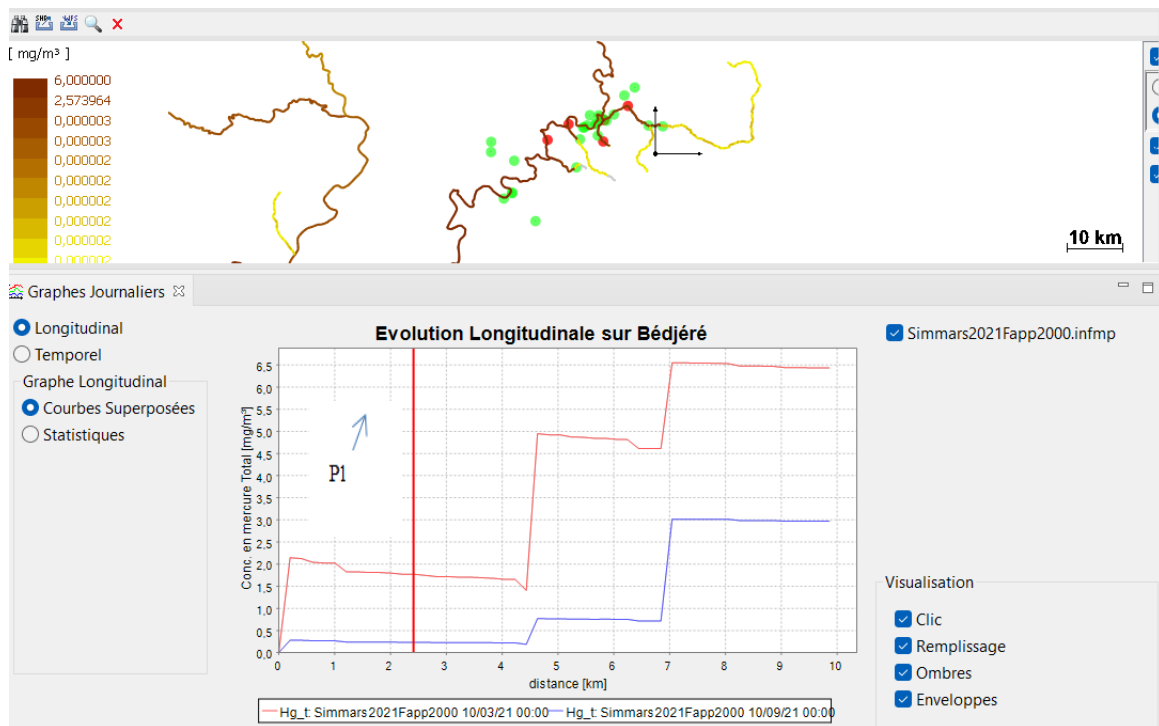 SHOm WFS
[ mg/m³ ]
6,000000
2,573964
0,000003
0,000003
0,000002
0,000002
0,000002
0,000002
0,000002
0,000002
10 km
Graphes Journaliers
Longitudinal
Temporel
Graphe Longitudinal
Courbes Superposées
Statistiques
Evolution Longitudinale sur Bédjéré
Conc. en mercure Total [mg/m³]
6,5
6,0
5,5
5,0
4,5
4,0
3,5
3,0
2,5
2,0
1,5
1,0
0,5
0,0
P1
0 1 2 3 4 5 6 7 8 9 10
distance [km]
Hg_t: Simmars2021Fapp2000 10/03/21 00:00 Hg_t: Simmars2021Fapp2000 10/09/21 00:00
Simmars2021Fapp2000.infmp
Visualisation
Clic
Remplissage
Ombres
Enveloppes